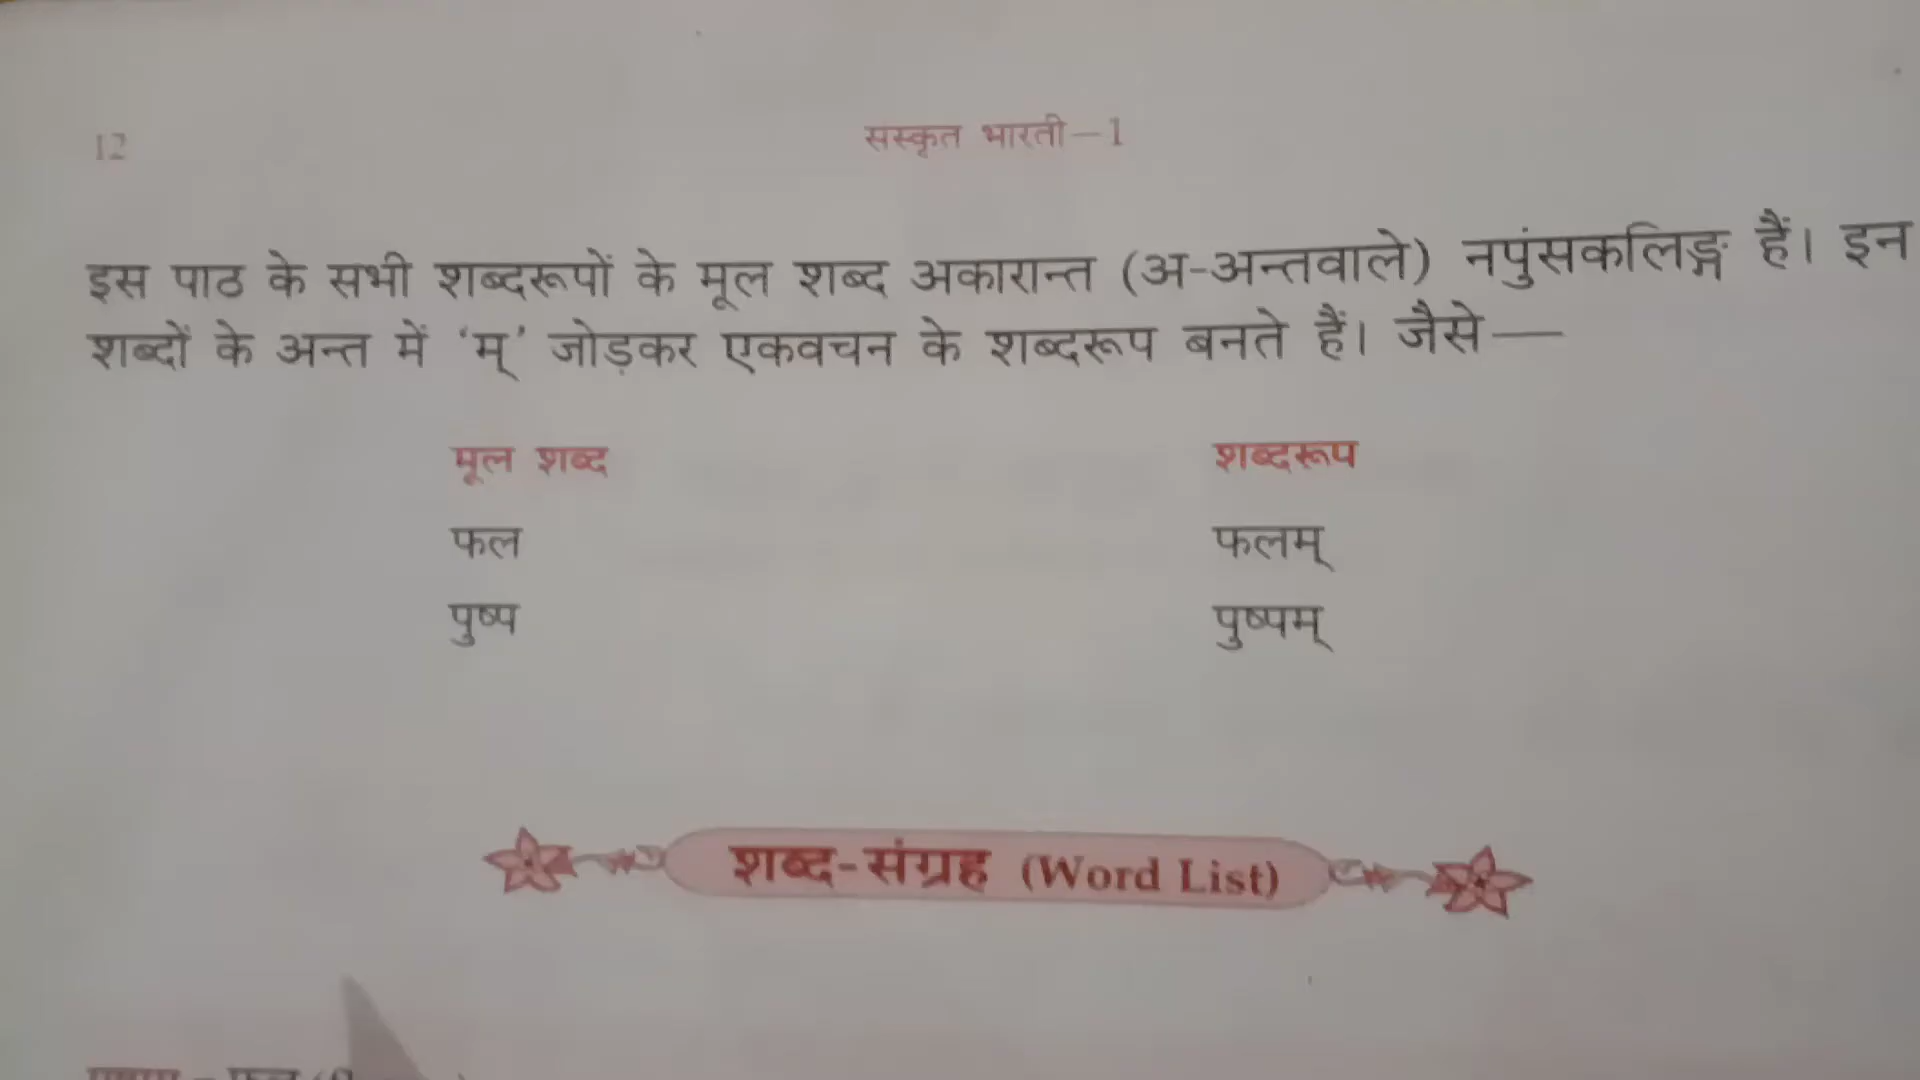 12
संस्कृत भारती—1
इस पाठ के सभी शब्दरूपों के मूल शब्द अकारान्त (अ-अन्तवाले) नपुंसकलिङ्ग हैं। इन
शब्दों के अन्त में ‘म्’ जोड़कर एकवचन के शब्दरूप बनते हैं। जैसे—
मूल शब्द शब्दरूप
फल फलम्
पुष्प पुष्पम्
शब्द-संग्रह (Word List)